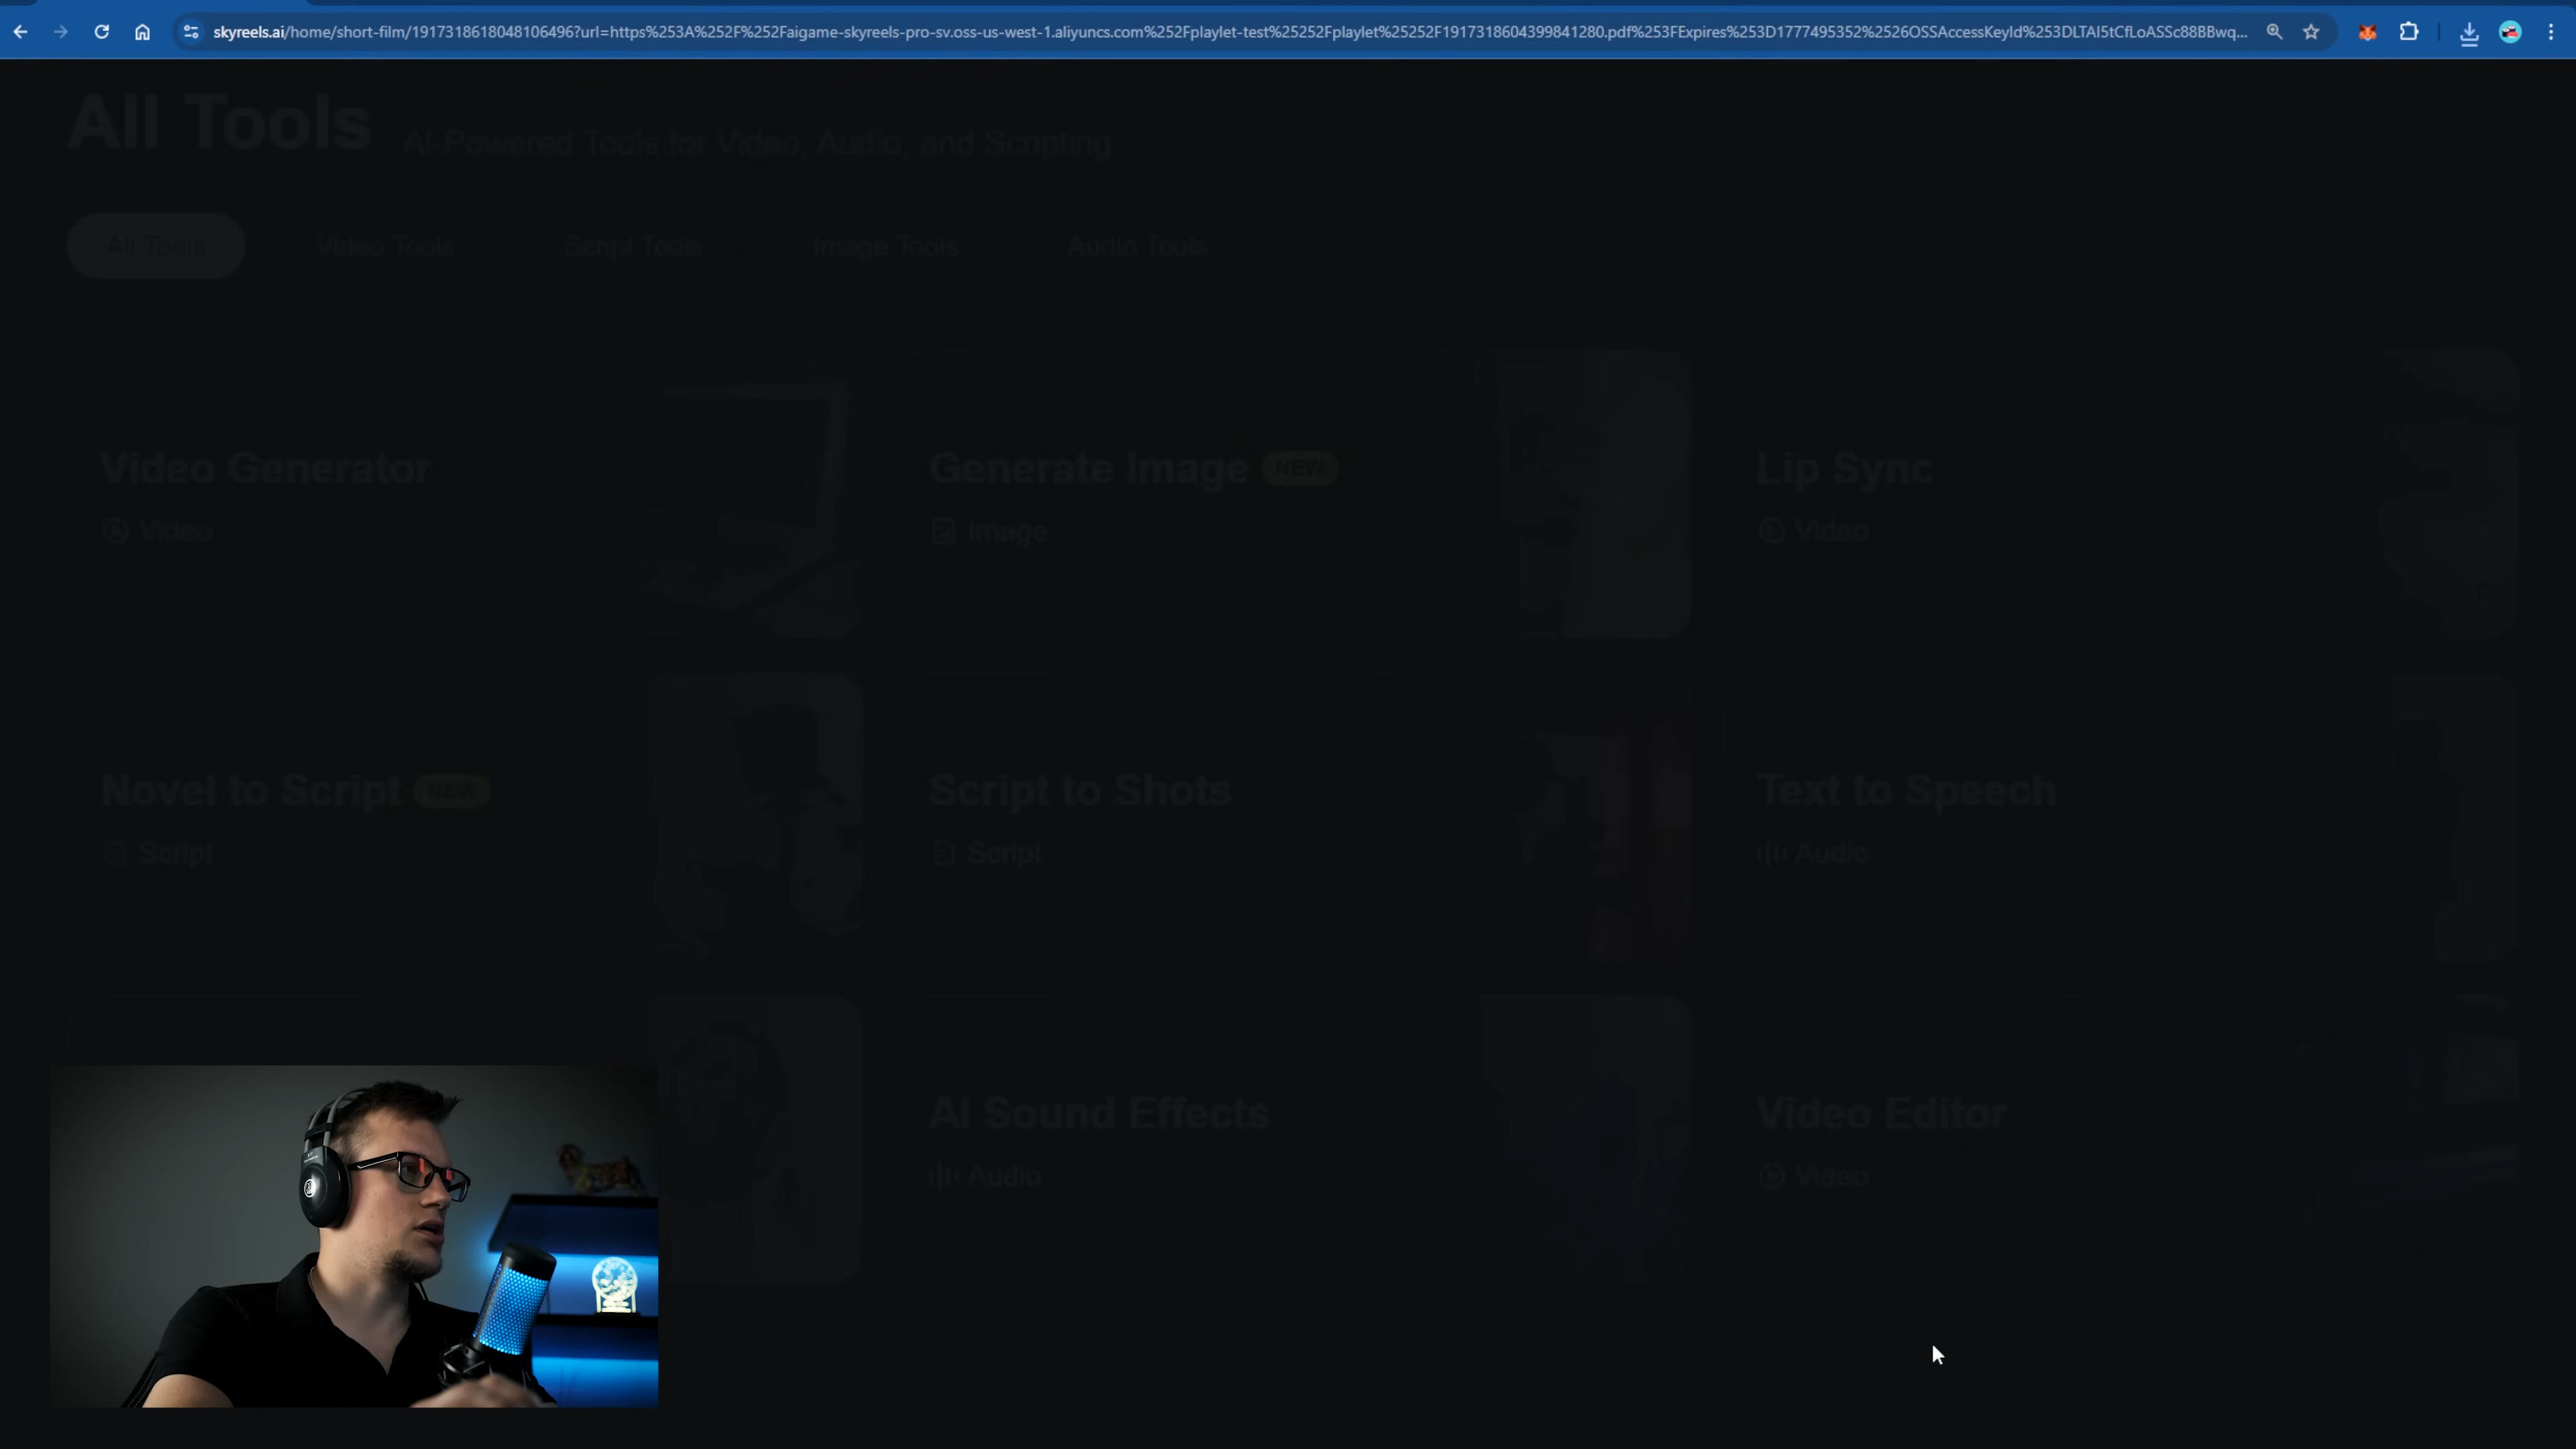 skyreels.ai/home/short-film/1917318618048106496?url=https%253A%252F%252Faigame-skyreels-pro-sv.oss-us-west-1.aliyuncs.com%252Fplaylet-test%25252Fplaylet%25252F1917318604399841280.pdf%253FExpires%253D1777495352%2526OSSAccessKeyId%253DLTAI5tCfLoASSc88BBwq...
All Tools AI-Powered Tools for Video, Audio, and Scripting
All Tools Video Tools Script Tools Image Tools Audio Tools
Video Generator Generate Image NEW Lip Sync
Video Image Video
Novel to Script NEW Script to Shots Text to Speech
Script Script Audio
AI Sound Effects Video Editor
Audio Video